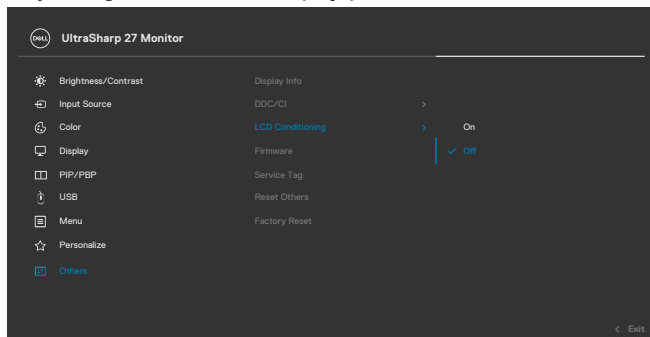 DELL
UltraSharp 27 Monitor
Brightness/Contrast
Display Info
Input Source
DDC/CI
Color
LCD Conditioning
On
Display
Firmware
Off
PIP/PBP
Service Tag
USB
Reset Others
Menu
Factory Reset
Personalize
Others
Exit